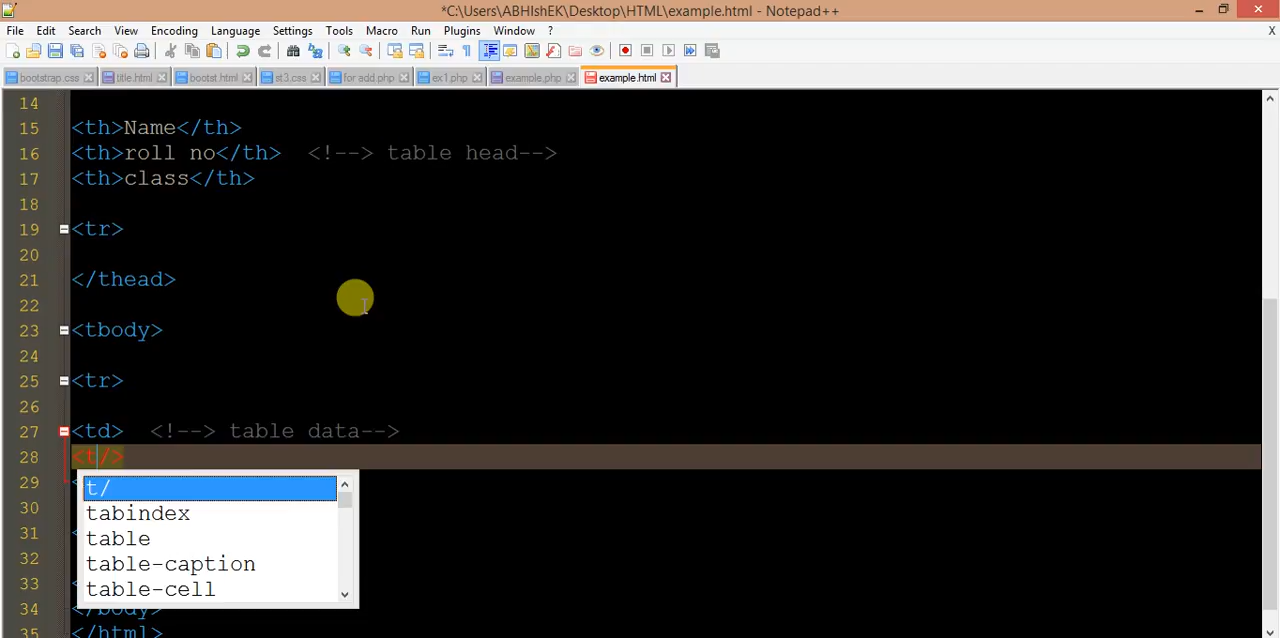 *C:\Users\ABHIshEK\Desktop\HTML\example.html - Notepad++
File Edit Search View Encoding Language Settings Tools Macro Run Plugins Window ? X
bootstrap.css title.html bootst.html st3.css for add.php ex1.php example.php example.html
14
15 <th>Name</th>
16 <th>roll no</th> <!--> table head-->
17 <th>class</th>
18
19 <tr>
20
21 </thead>
22
23 <tbody>
24
25 <tr>
26
27 <td> <!--> table data-->
28 <t/>
29 <
t/
30
tabindex
31 <
table
32
table-caption
33 <
table-cell
34 </body>
35 </html>